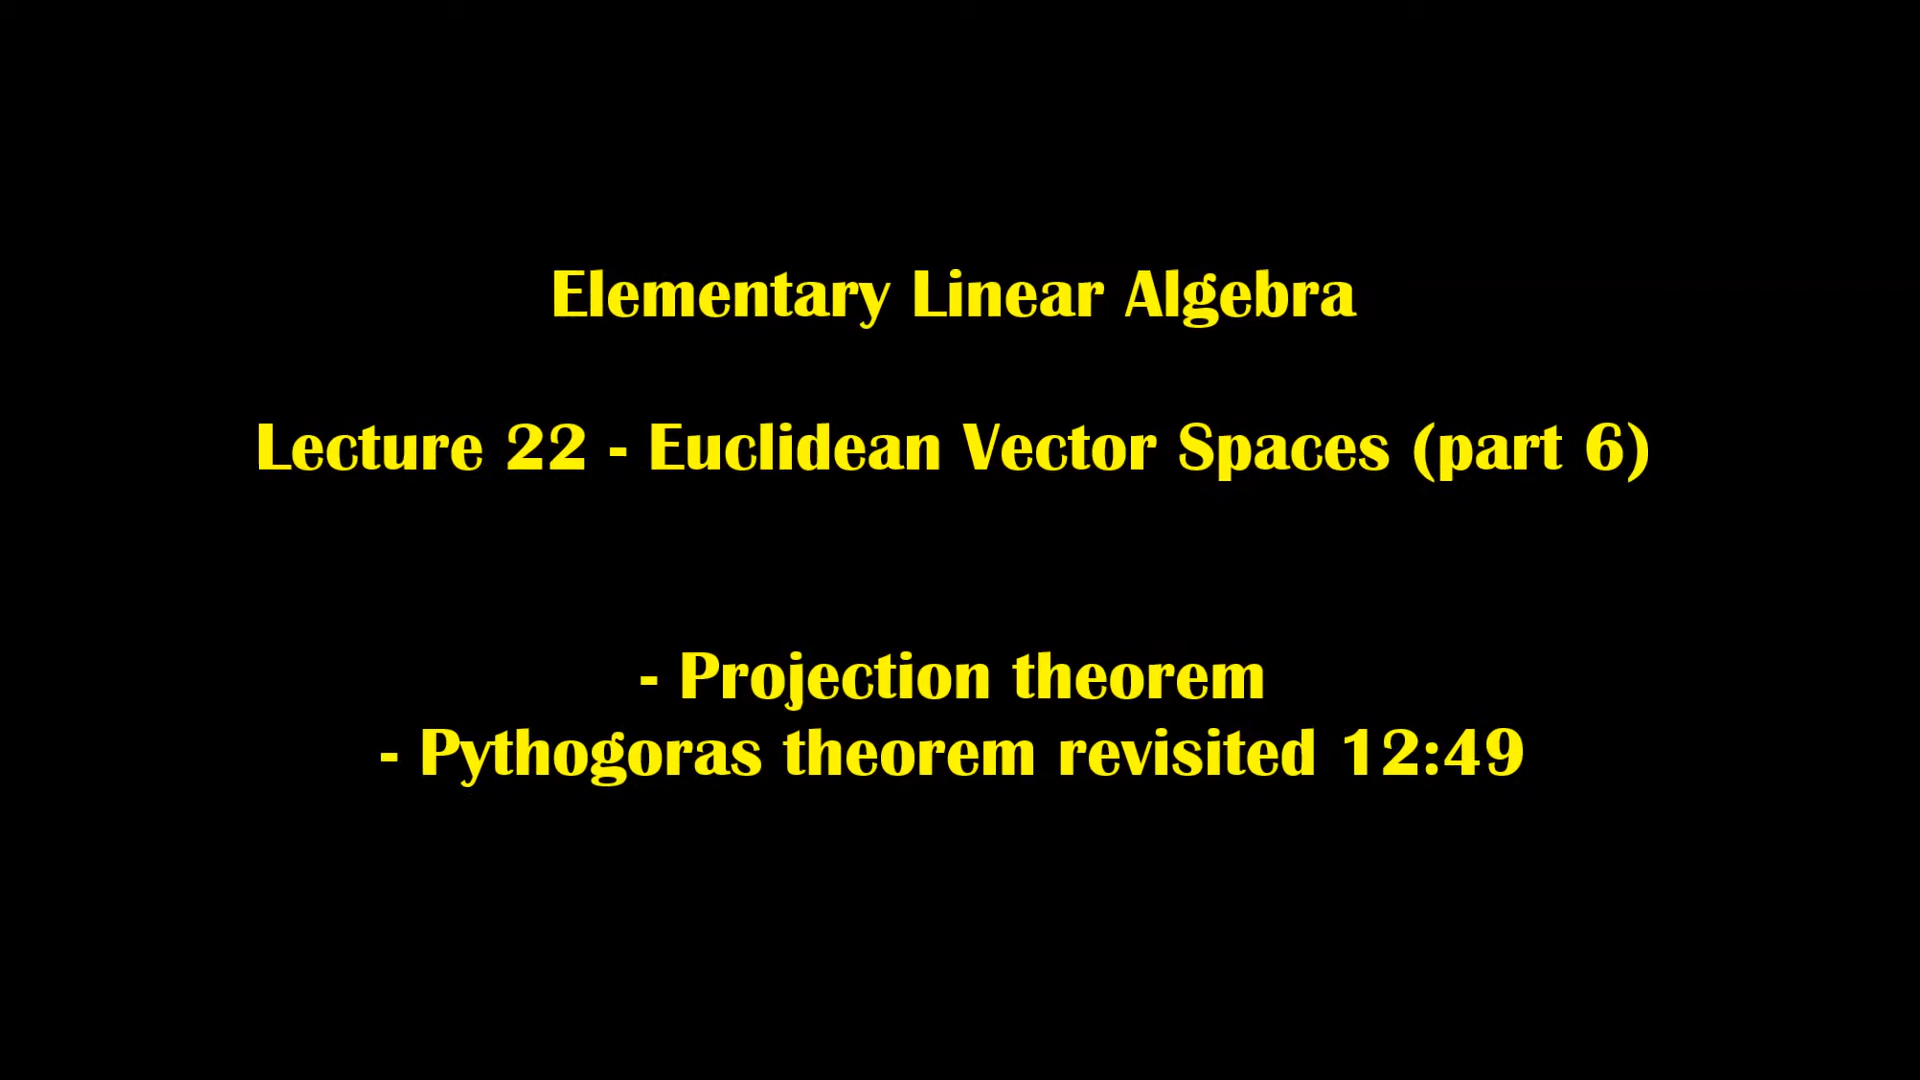 Elementary Linear Algebra
Lecture 22 - Euclidean Vector Spaces (part 6)
- Projection theorem
- Pythogoras theorem revisited 12:49